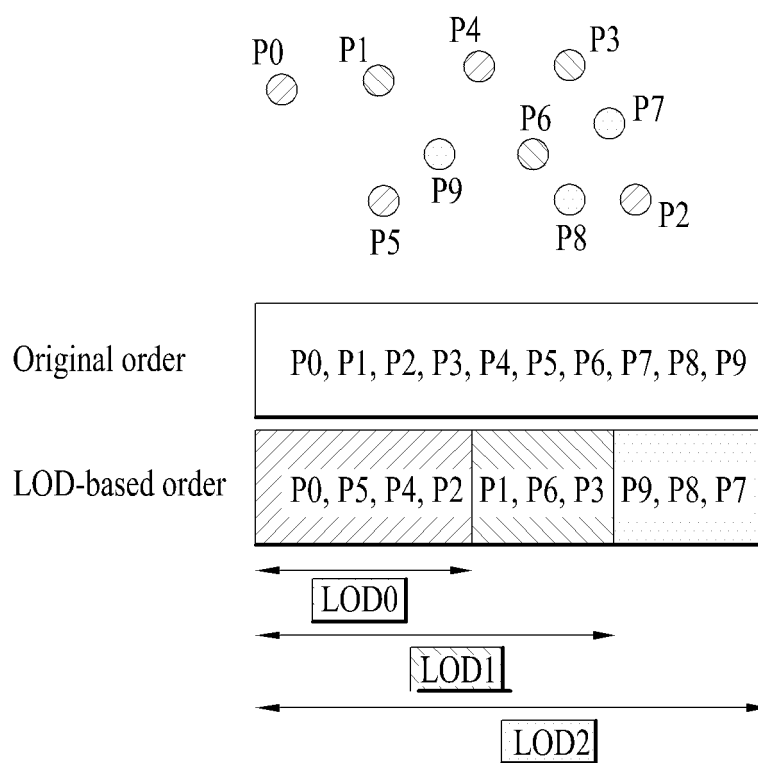 P0
P1
P4
P3
P7
P6
P9
P5
P8
P2
Original order
P0, P1, P2, P3, P4, P5, P6, P7, P8, P9
LOD-based order
P0, P5, P4, P2
P1, P6, P3
P9, P8, P7
LOD0
LOD1
LOD2